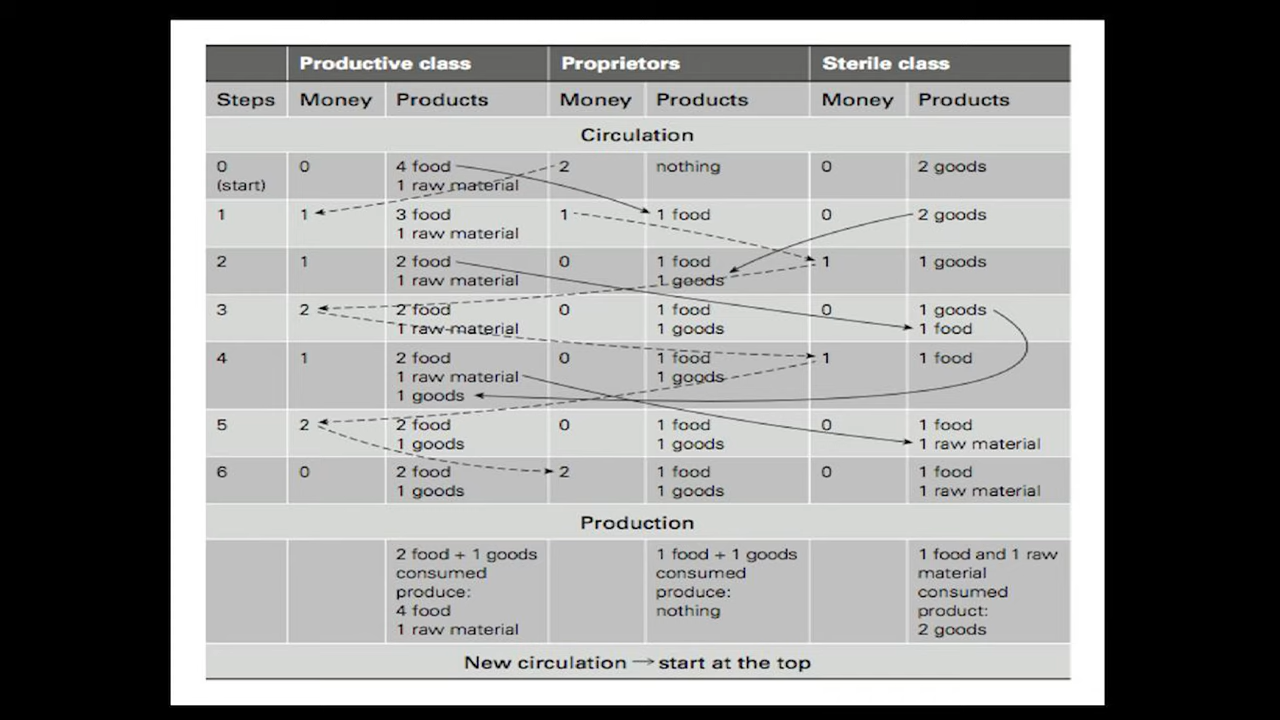 Productive class Proprietors Sterile class
Steps Money Products Money Products Money Products
Circulation
0 0 4 food 2 nothing 0 2 goods
(start) 1 raw material
1 1 3 food 1 1 food 0 2 goods
1 raw material
2 1 2 food 0 1 food 1 1 goods
1 raw material 1 goods
3 2 2 food 0 1 food 0 1 goods
1 raw material 1 goods 1 food
4 1 2 food 0 1 food 1 1 food
1 raw material 1 goods
1 goods
5 2 2 food 0 1 food 0 1 food
1 goods 1 goods 1 raw material
6 0 2 food 2 1 food 0 1 food
1 goods 1 goods 1 raw material
Production
2 food + 1 goods 1 food + 1 goods 1 food and 1 raw
consumed consumed material
produce: produce: consumed
4 food nothing product:
1 raw material 2 goods
New circulation → start at the top